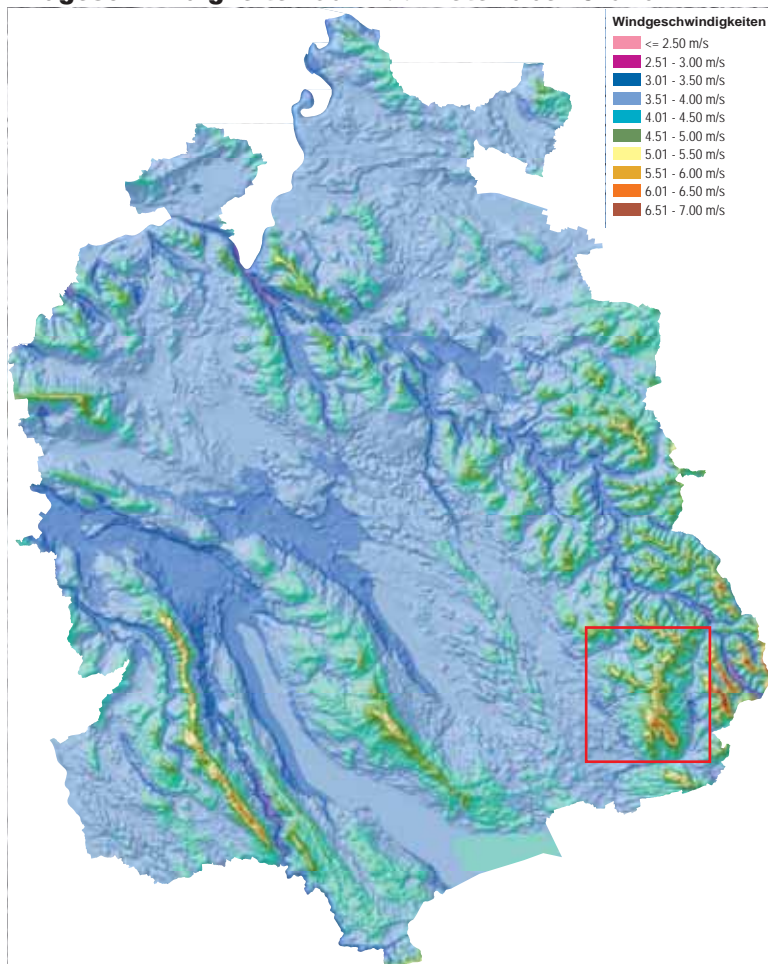 Windgeschwindigkeiten
<= 2.50 m/s
2.51 - 3.00 m/s
3.01 - 3.50 m/s
3.51 - 4.00 m/s
4.01 - 4.50 m/s
4.51 - 5.00 m/s
5.01 - 5.50 m/s
5.51 - 6.00 m/s
6.01 - 6.50 m/s
6.51 - 7.00 m/s